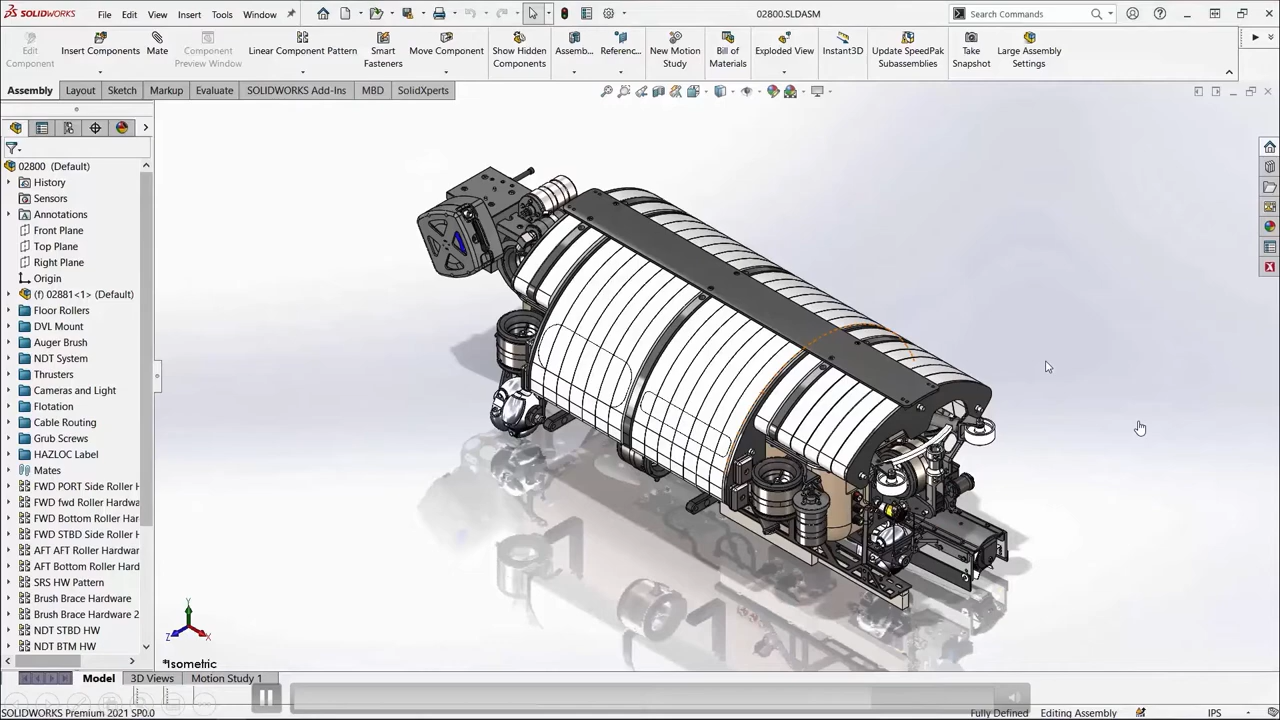 SOLIDWORKS File Edit View Insert Tools Window 02800.SLDASM Search Commands
Edit Component Insert Components Mate Component Preview Window Linear Component Pattern Smart Fasteners Move Component Show Hidden Components Assemb... Referenc... New Motion Study Bill of Materials Exploded View Instant3D Update SpeedPak Subassemblies Take Snapshot Large Assembly Settings
Assembly Layout Sketch Markup Evaluate SOLIDWORKS Add-Ins MBD SolidXperts
02800 (Default)
History
Sensors
Annotations
Front Plane
Top Plane
Right Plane
Origin
(f) 02881<1> (Default)
Floor Rollers
DVL Mount
Auger Brush
NDT System
Thrusters
Cameras and Light
Flotation
Cable Routing
Grub Screws
HAZLOC Label
Mates
FWD PORT Side Roller H
FWD fwd Roller Hardwa
FWD Bottom Roller Har
FWD STBD Side Roller H
AFT AFT Roller Hardwar
AFT Bottom Roller Hard
SRS HW Pattern
Brush Brace Hardware
Brush Brace Hardware 2
NDT STBD HW
NDT BTM HW
Y
Z X
*Isometric
Model 3D Views Motion Study 1
SOLIDWORKS Premium 2021 SP0.0 Fully Defined Editing Assembly IPS